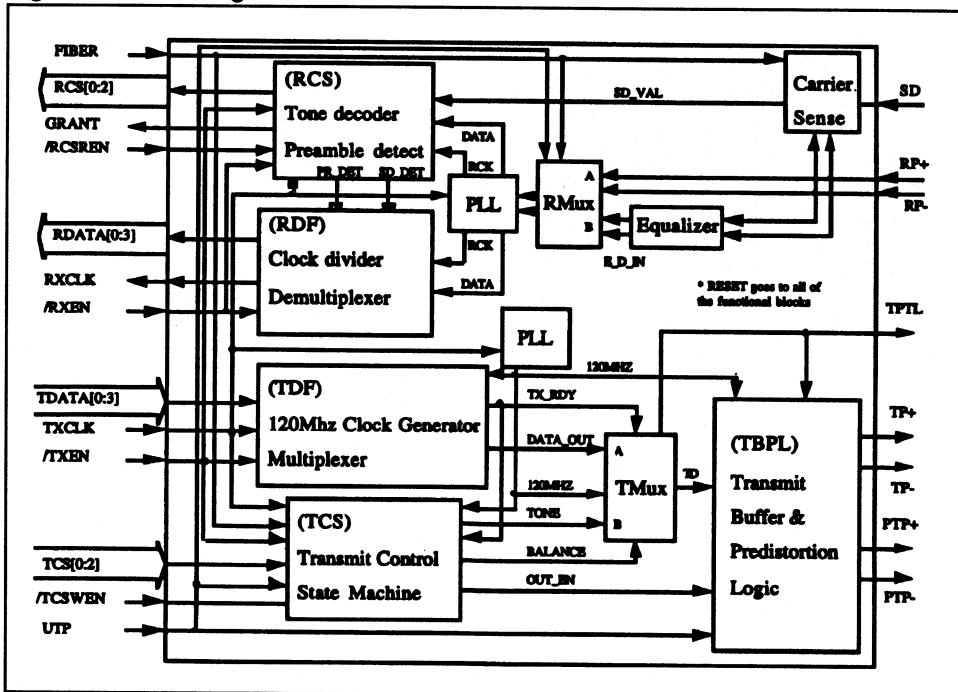 FIBER
RCS[0:2]
GRANT
/RCSREN
RDATA[0:3]
RXCLK
/RXEN
TDATA[0:3]
TXCLK
/TXEN
TCS[0:2]
/TCSWEN
UTP
(RCS)
Tone decoder
Preamble detect
PR_DET
SD_DET
(RDF)
Clock divider
Demultiplexer
SD_VAL
DATA
RCK
PLL
RCK
DATA
A
RMux
B
Equalizer
E_D_IN
Carrier
Sense
SD
RP+
RP-
* RESET goes to all of
the functional blocks
PLL
120MHZ
(TDF)
120Mhz Clock Generator
Multiplexer
TX_RDY
DATA_OUT
120MHZ
TONE
BALANCE
OUT_EN
(TCS)
Transmit Control
State Machine
A
TMux
B
TD
(TBPL)
Transmit
Buffer &
Predistortion
Logic
TPTL
TP+
TP-
PTP+
PTP-